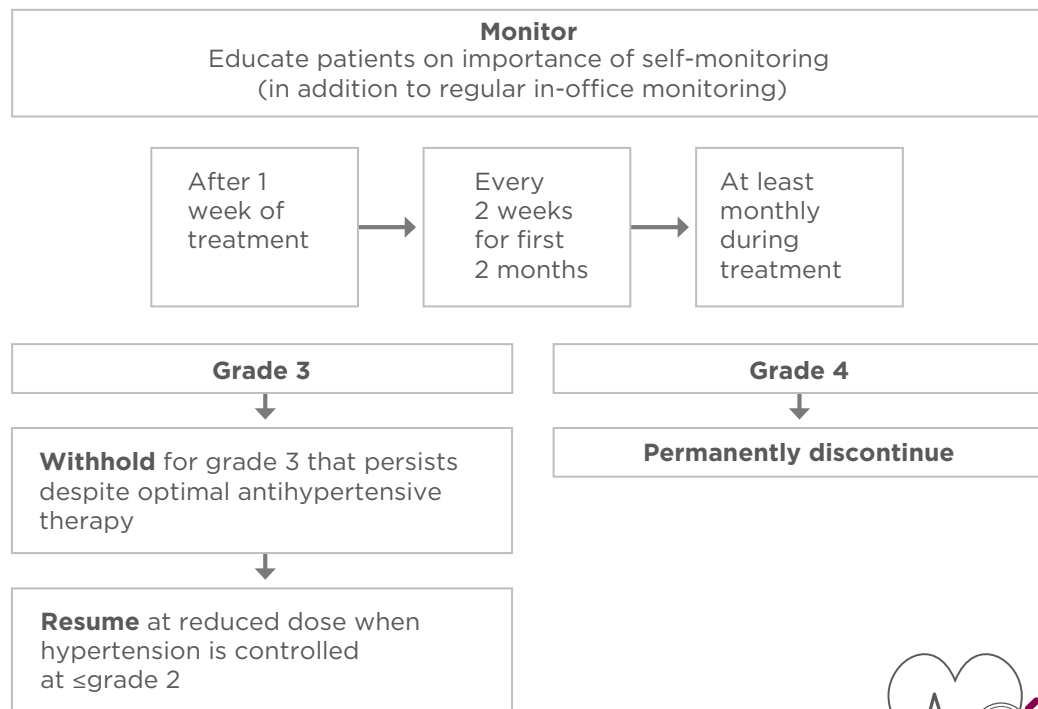 Monitor
Educate patients on importance of self-monitoring
(in addition to regular in-office monitoring)
After 1
week of
treatment
Every
2 weeks
for first
2 months
At least
monthly
during
treatment
Grade 3
Withhold for grade 3 that persists
despite optimal antihypertensive
therapy
Resume at reduced dose when
hypertension is controlled
at ≤grade 2
Grade 4
Permanently discontinue